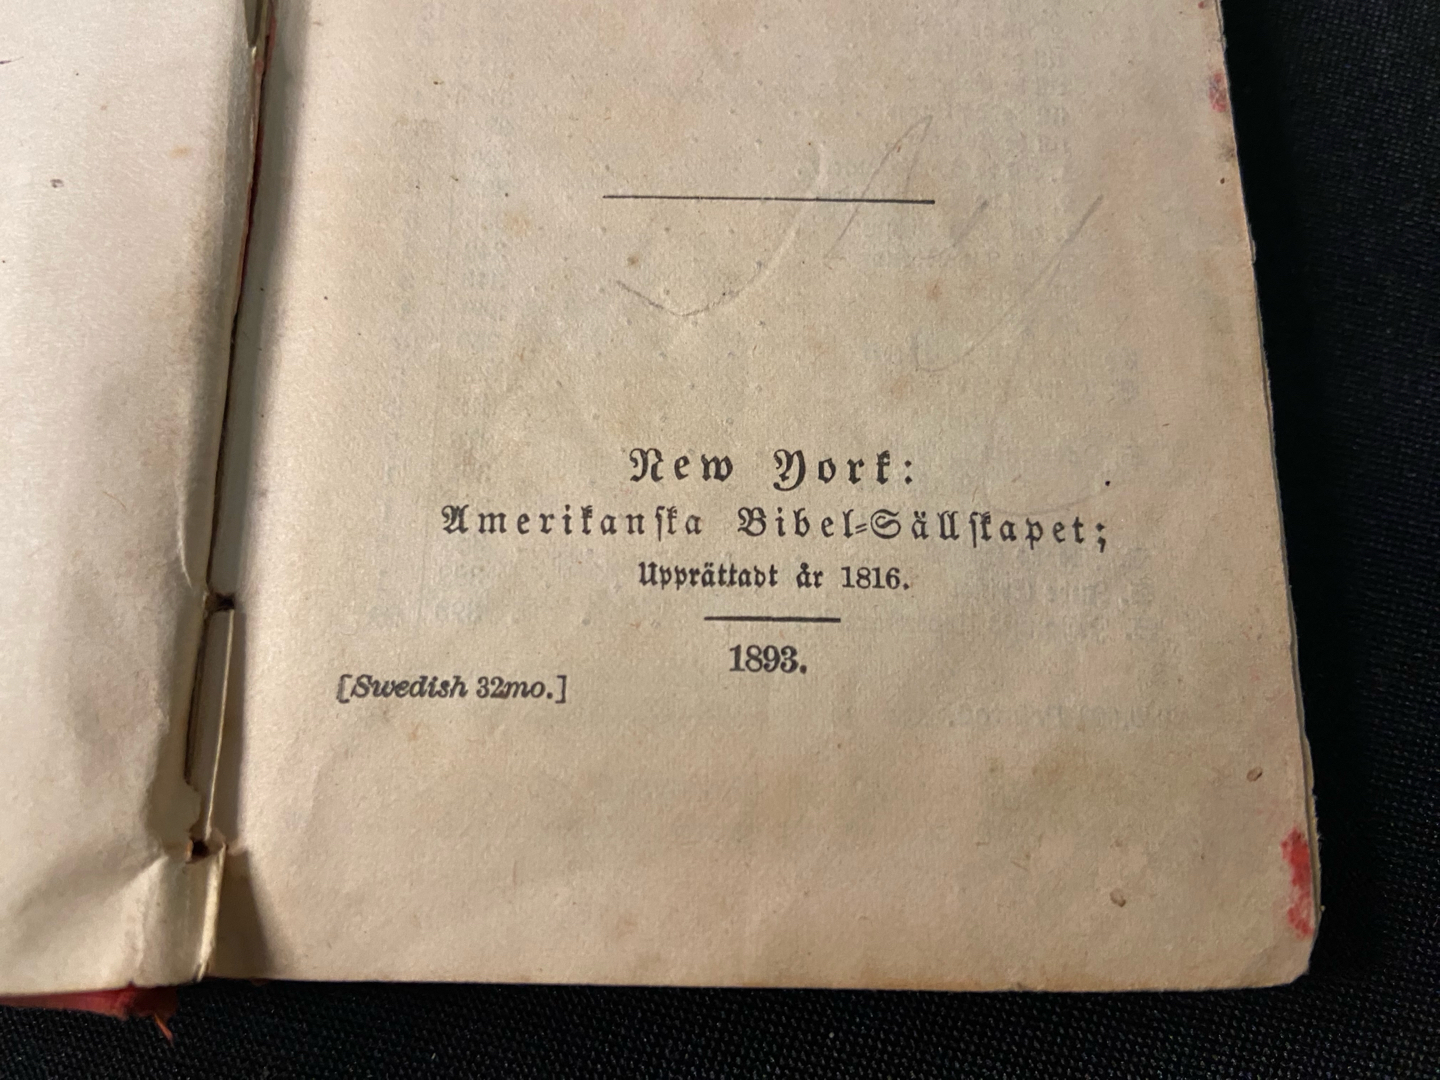 New York:
Amerikanska Bibel-Sällskapet;
Upprättadt år 1816.
1893.
[Swedish 32mo.]